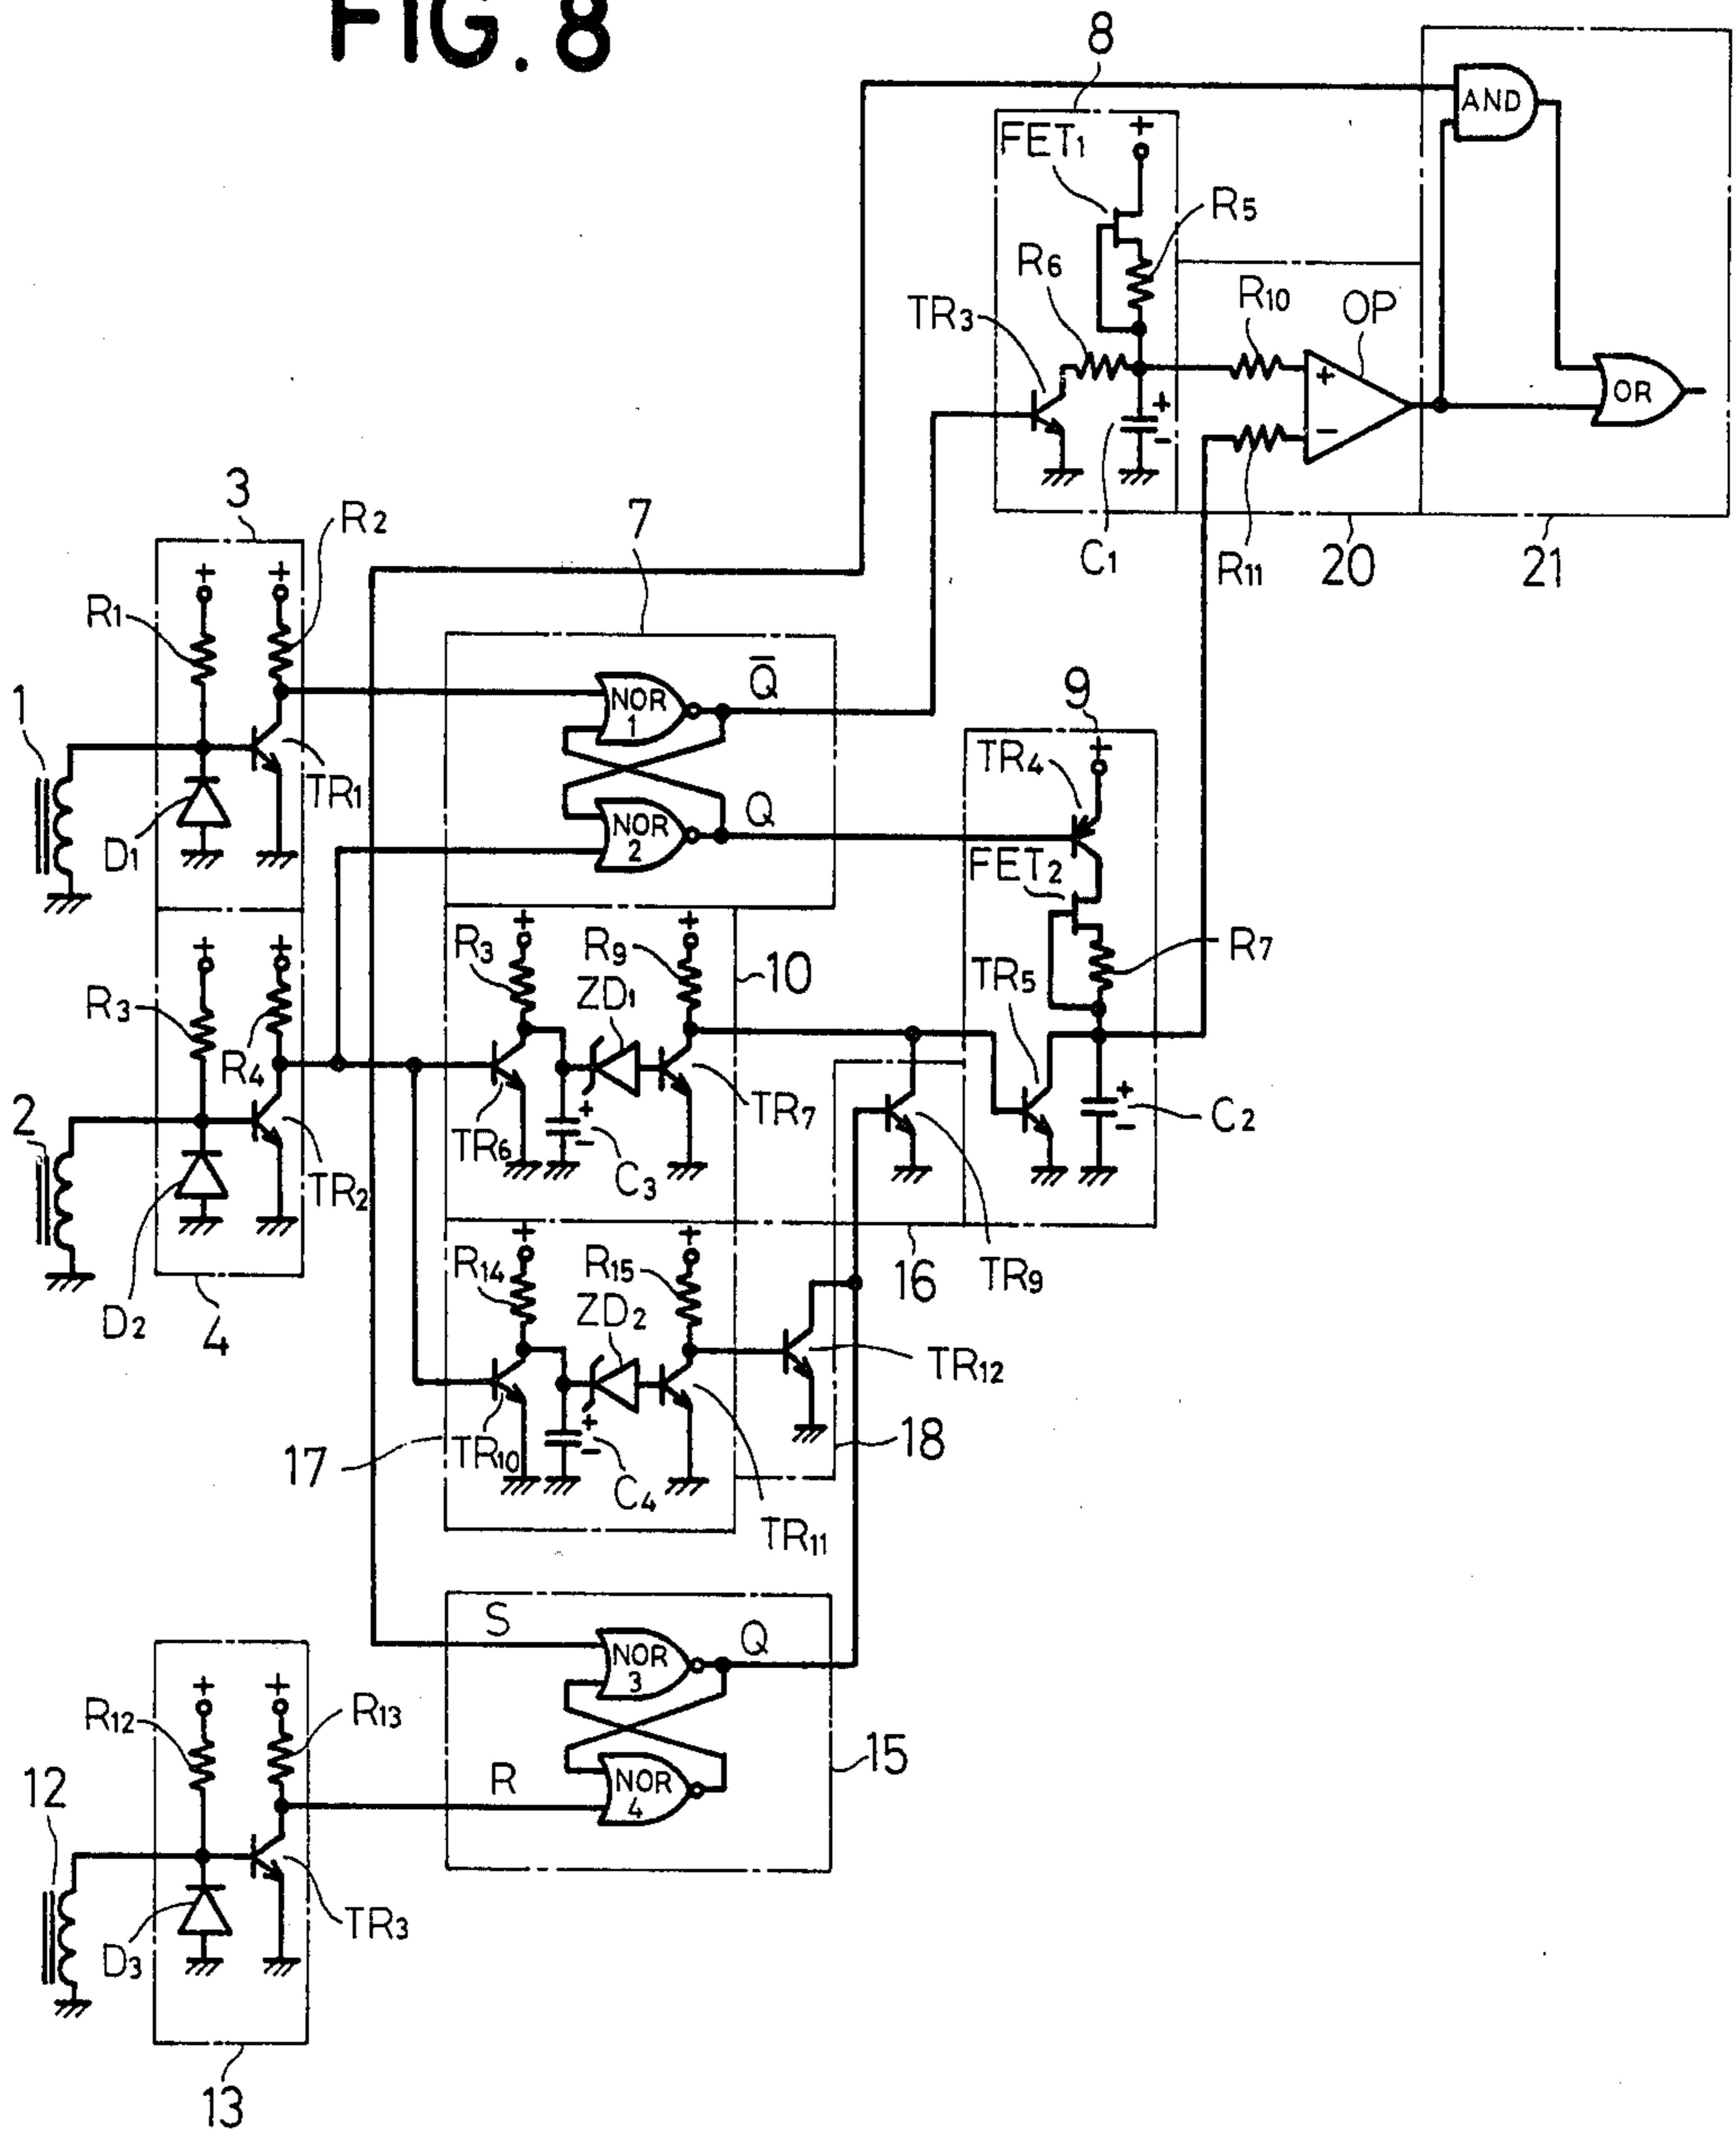 FIG. 8
8
AND
FET1
+
R5
R6
R10
OP
TR3
+
OR
+
−
−
3
R2
7
C1
R11
20
21
+
+
R1
Q̄
1
NOR
1
9
+
TR4
TR1
Q
D1
NOR
2
FET2
+
+
R3
R9
10
R7
+
+
ZD1
TR5
R3
R4
TR7
+
C2
2
TR6
+
−
−
C3
TR2
+
+
R14
R15
16
TR9
D2
4
ZD2
TR12
+
18
17
TR10
−
C4
TR11
S
Q
NOR
3
+
+
R12
R13
15
12
R
NOR
4
TR3
D3
13